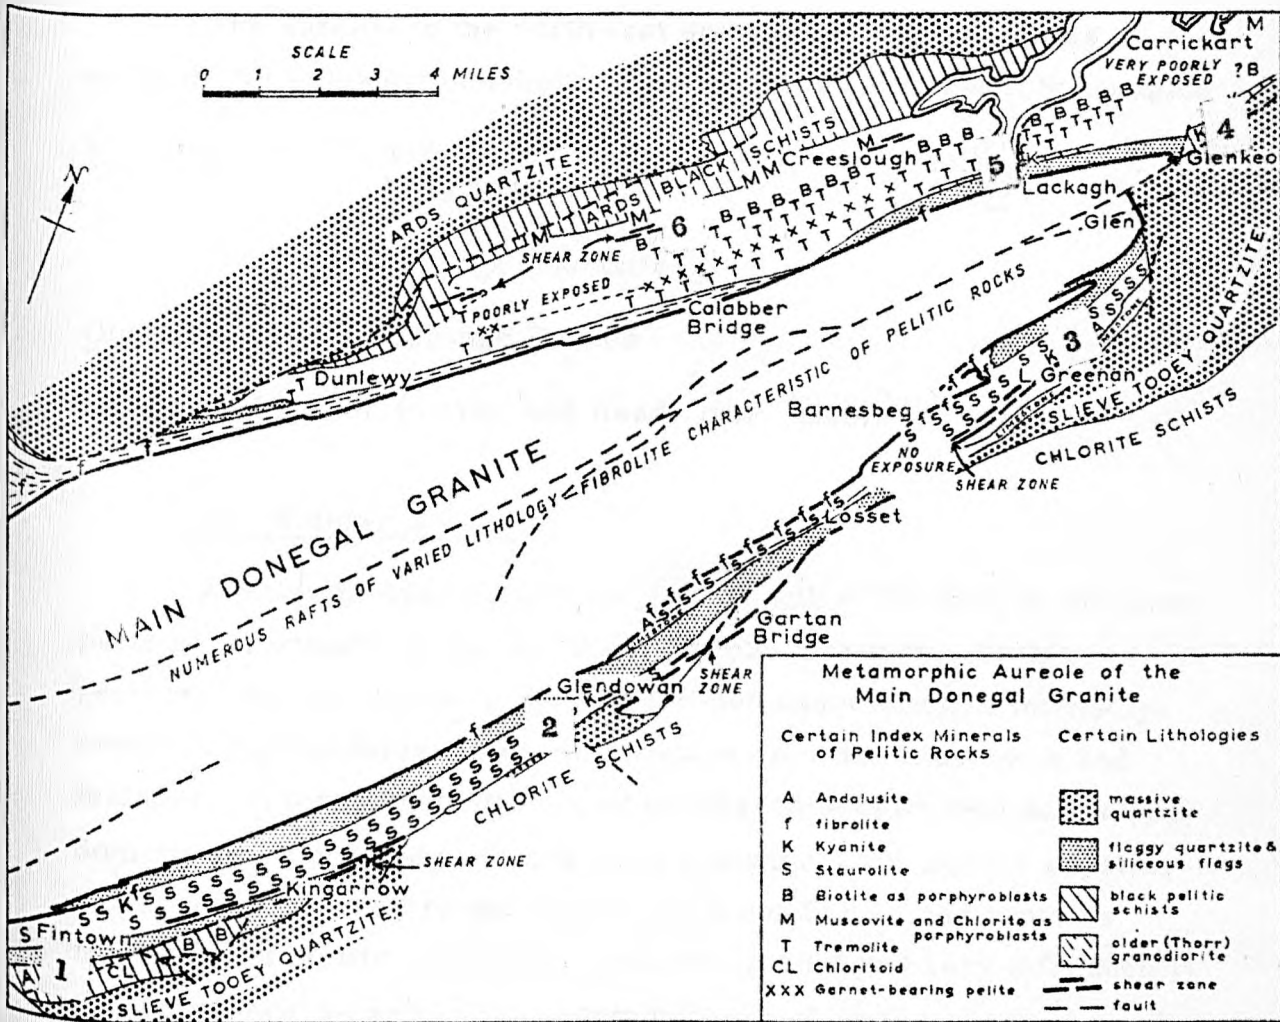 SCALE
0 1 2 3 4 MILES
N
M
Carrickart
VERY POORLY
EXPOSED
?B
4
Glenkeo
ARDS QUARTZITE
ARDS BLACK SCHISTS
Creeslough
5
Lackagh
Glen
6
SHEAR ZONE
POORLY EXPOSED
Calabber
Bridge
Dunlewy
3
Greenan
Barnesbeg
LIMESTONE
SLIEVE TOOEY QUARTZITE
CHLORITE SCHISTS
NO
EXPOSURE
SHEAR ZONE
MAIN DONEGAL GRANITE
NUMEROUS RAFTS OF VARIED LITHOLOGY
FIBROLITE CHARACTERISTIC OF PELITIC ROCKS
Losset
Gartan
Bridge
SHEAR
ZONE
Glendowan
2
CHLORITE SCHISTS
SHEAR ZONE
Kingarrow
Fintown
1
CL
SLIEVE TOOEY QUARTZITE
Metamorphic Aureole of the
Main Donegal Granite
Certain Index Minerals
of Pelitic Rocks
A Andalusite
f fibrolite
K Kyanite
S Staurolite
B Biotite as porphyroblasts
M Muscovite and Chlorite as
porphyroblasts
T Tremolite
CL Chloritoid
XXX Garnet-bearing pelite
Certain Lithologies
massive
quartzite
flaggy quartzite &
siliceous flags
black pelitic
schists
older (Thorr)
granodiorite
shear zone
fault